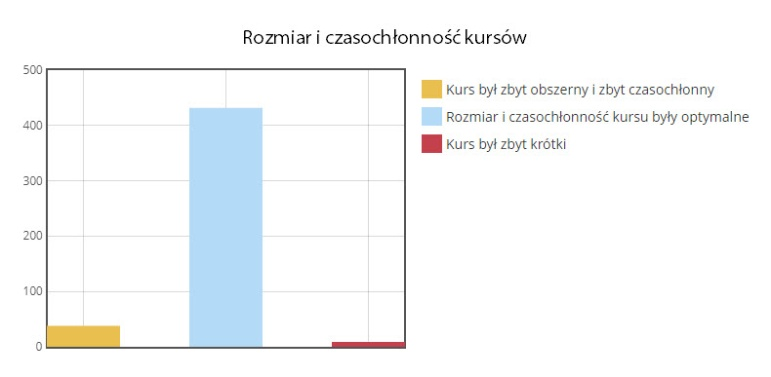 Rozmiar i czasochłonność kursów
500
400
300
200
100
0
Kurs był zbyt obszerny i zbyt czasochłonny
Rozmiar i czasochłonność kursu były optymalne
Kurs był zbyt krótki